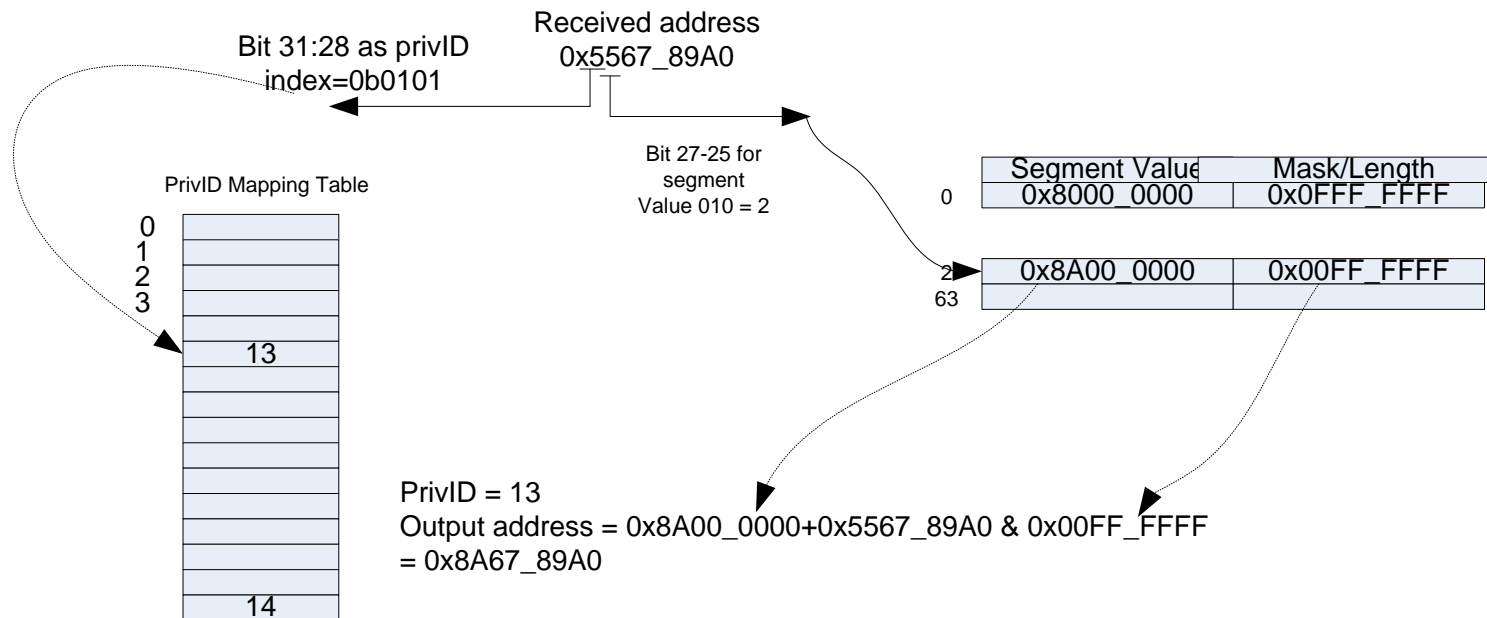 Received address
0x5567_89A0
Bit 31:28 as privID
index=0b0101
Bit 27-25 for
segment
Value 010 = 2
PrivID Mapping Table
0
1
2
3
13
14
Segment Value Mask/Length
0 0x8000_0000 0x0FFF_FFFF
2 0x8A00_0000 0x00FF_FFFF
63
PrivID = 13
Output address = 0x8A00_0000+0x5567_89A0 & 0x00FF_FFFF
= 0x8A67_89A0